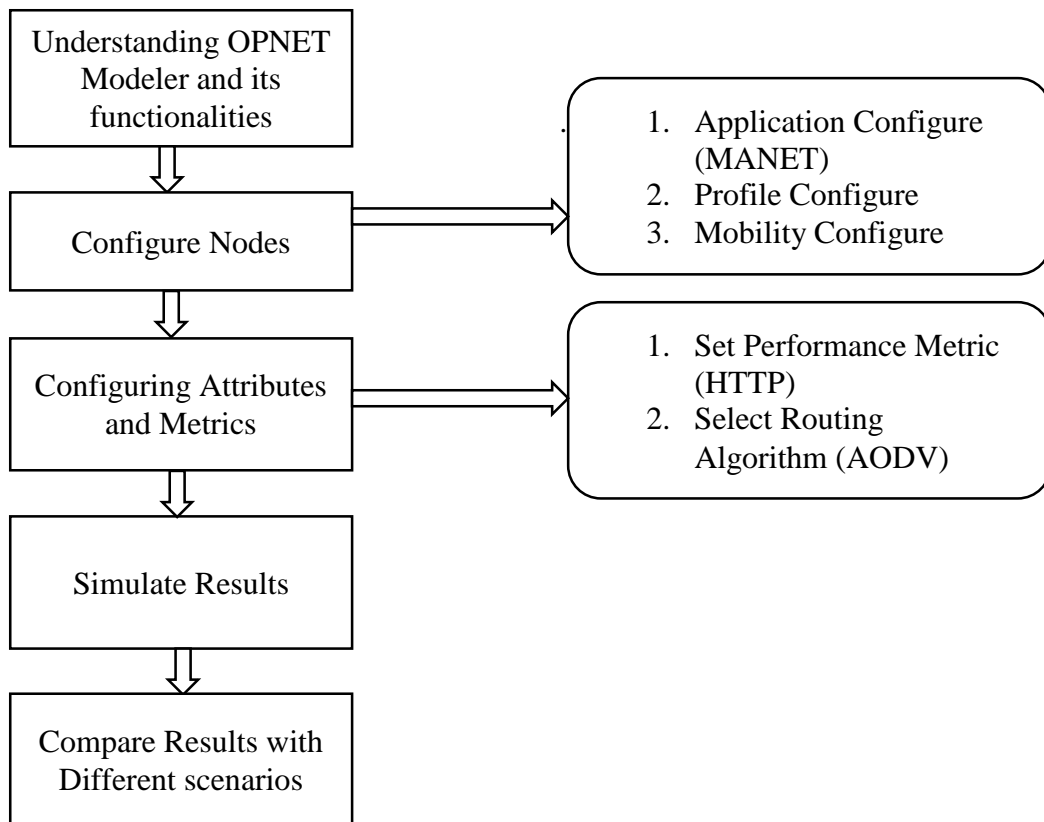 Understanding OPNET
Modeler and its
functionalities
Configure Nodes
.
1. Application Configure
(MANET)
2. Profile Configure
3. Mobility Configure
Configuring Attributes
and Metrics
1. Set Performance Metric
(HTTP)
2. Select Routing
Algorithm (AODV)
Simulate Results
Compare Results with
Different scenarios